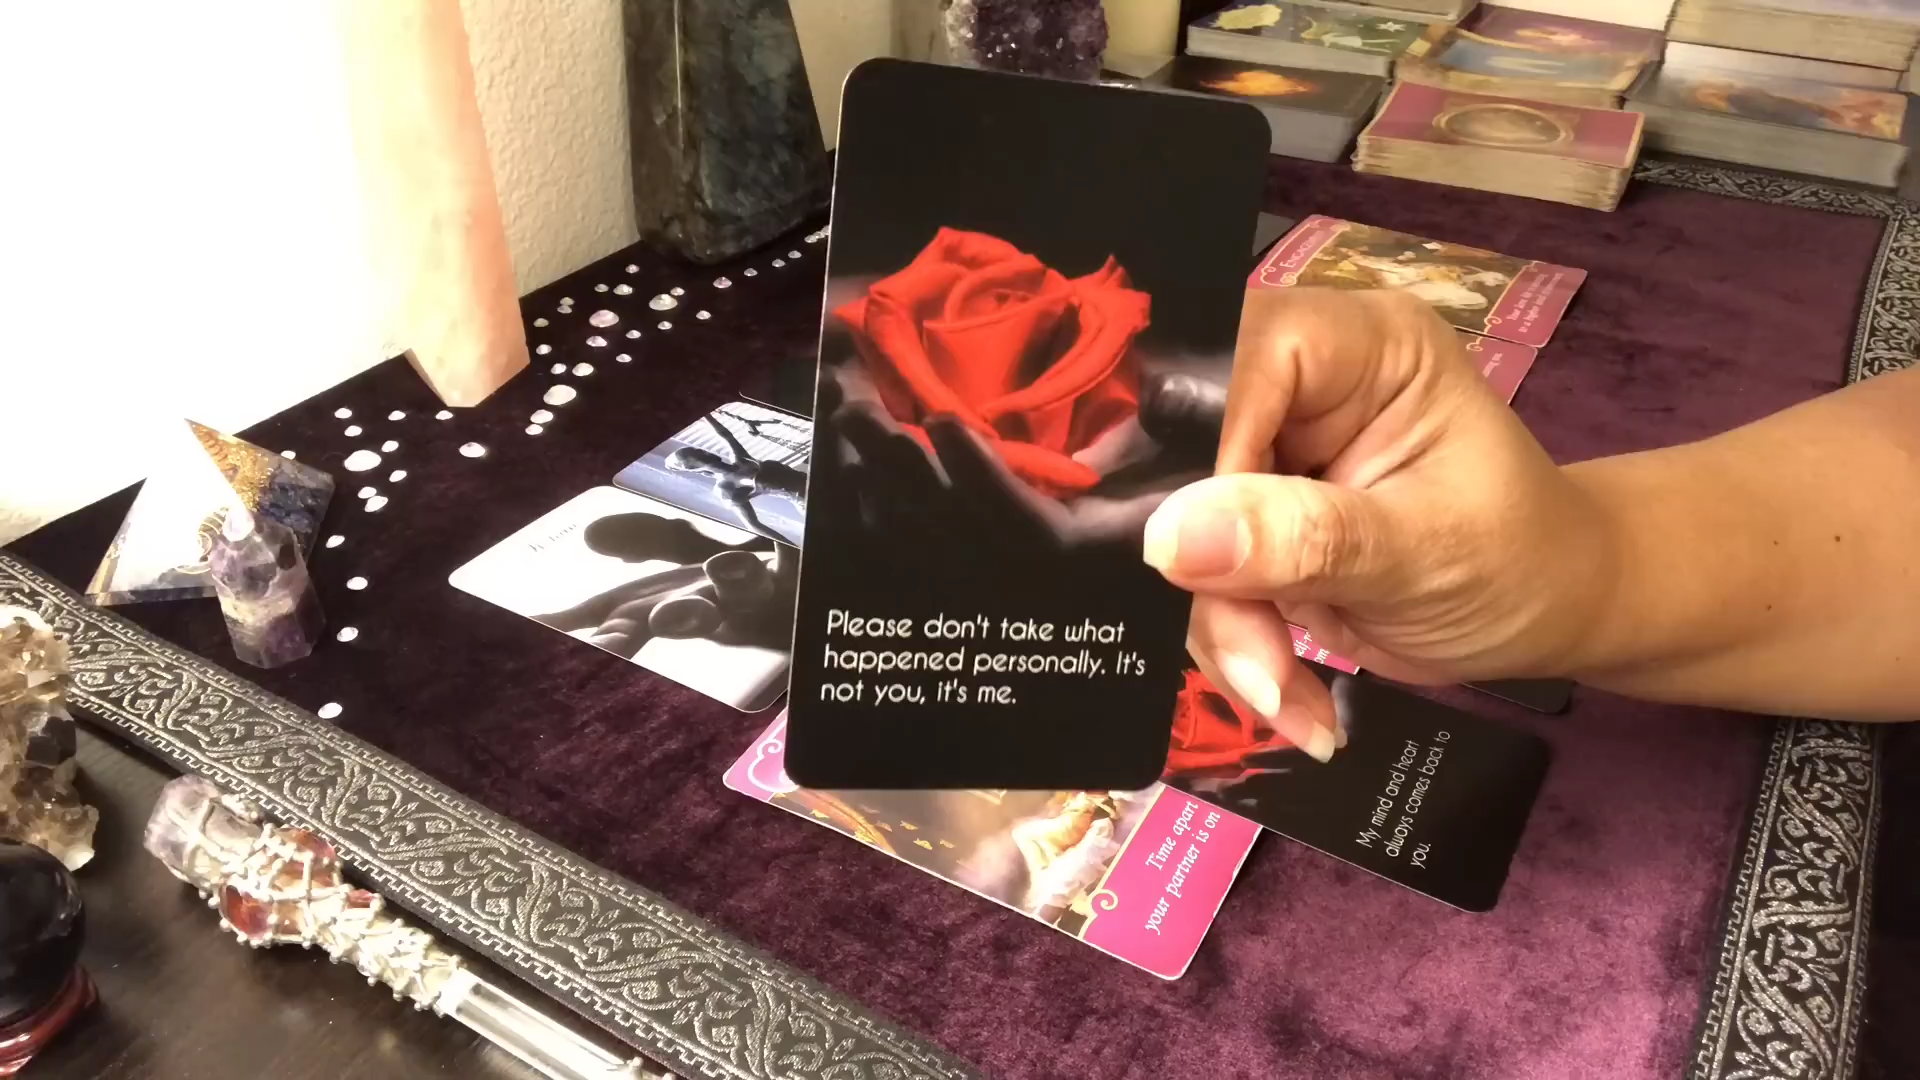 Please don't take what
happened personally. It's
not you, it's me.
My mind and heart
always comes back to
you.
Time apart
your partner is on